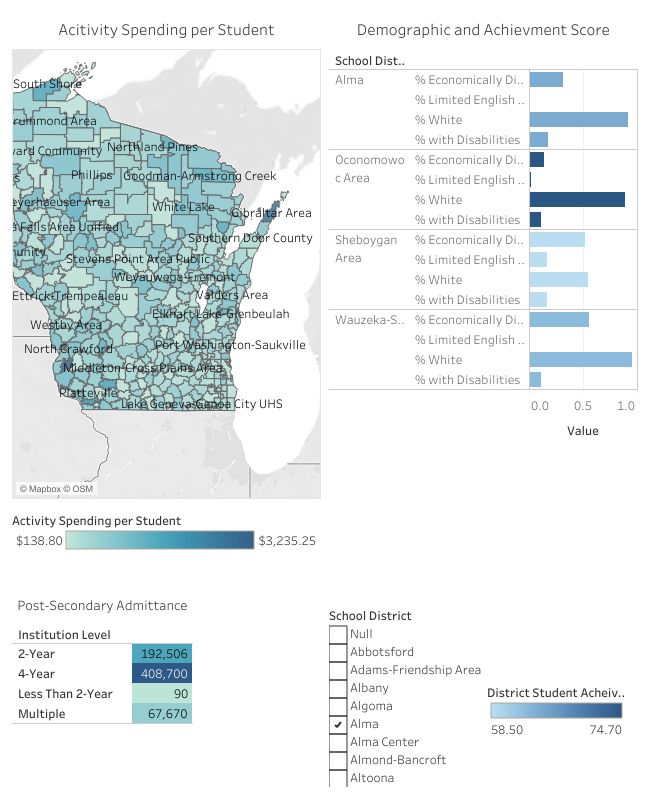 Acitivity Spending per Student
South Shore
Drummond Area
Northland Pines
Phillips
Goodman-Armstrong Creek
Weyerhaeuser Area
White Lake
Gibraltar Area
a Falls Area Unified
Southern Door County
Stevens Point Area Public
Weyauwega-Fremont
Ettrick-Trempealeau
Valders Area
Elkhart Lake-Glenbeulah
Westby Area
North Crawford
Port Washington-Saukville
Middleton-Cross Plains Area
Platteville
Lake Geneva-Genoa City UHS
© Mapbox © OSM
Activity Spending per Student
$138.80
$3,235.25
Demographic and Achievment Score
School Dist..
Alma
% Economically Di..
% Limited English ..
% White
% with Disabilities
Oconomowo
c Area
% Economically Di..
% Limited English ..
% White
% with Disabilities
Sheboygan
Area
% Economically Di..
% Limited English ..
% White
% with Disabilities
Wauzeka-S..
% Economically Di..
% Limited English ..
% White
% with Disabilities
0.0 0.5 1.0
Value
Post-Secondary Admittance
Institution Level
2-Year 192,506
4-Year 408,700
Less Than 2-Year 90
Multiple 67,670
School District
Null
Abbotsford
Adams-Friendship Area
Albany
Algoma
Alma
Alma Center
Almond-Bancroft
Altoona
District Student Acheiv..
58.50 74.70